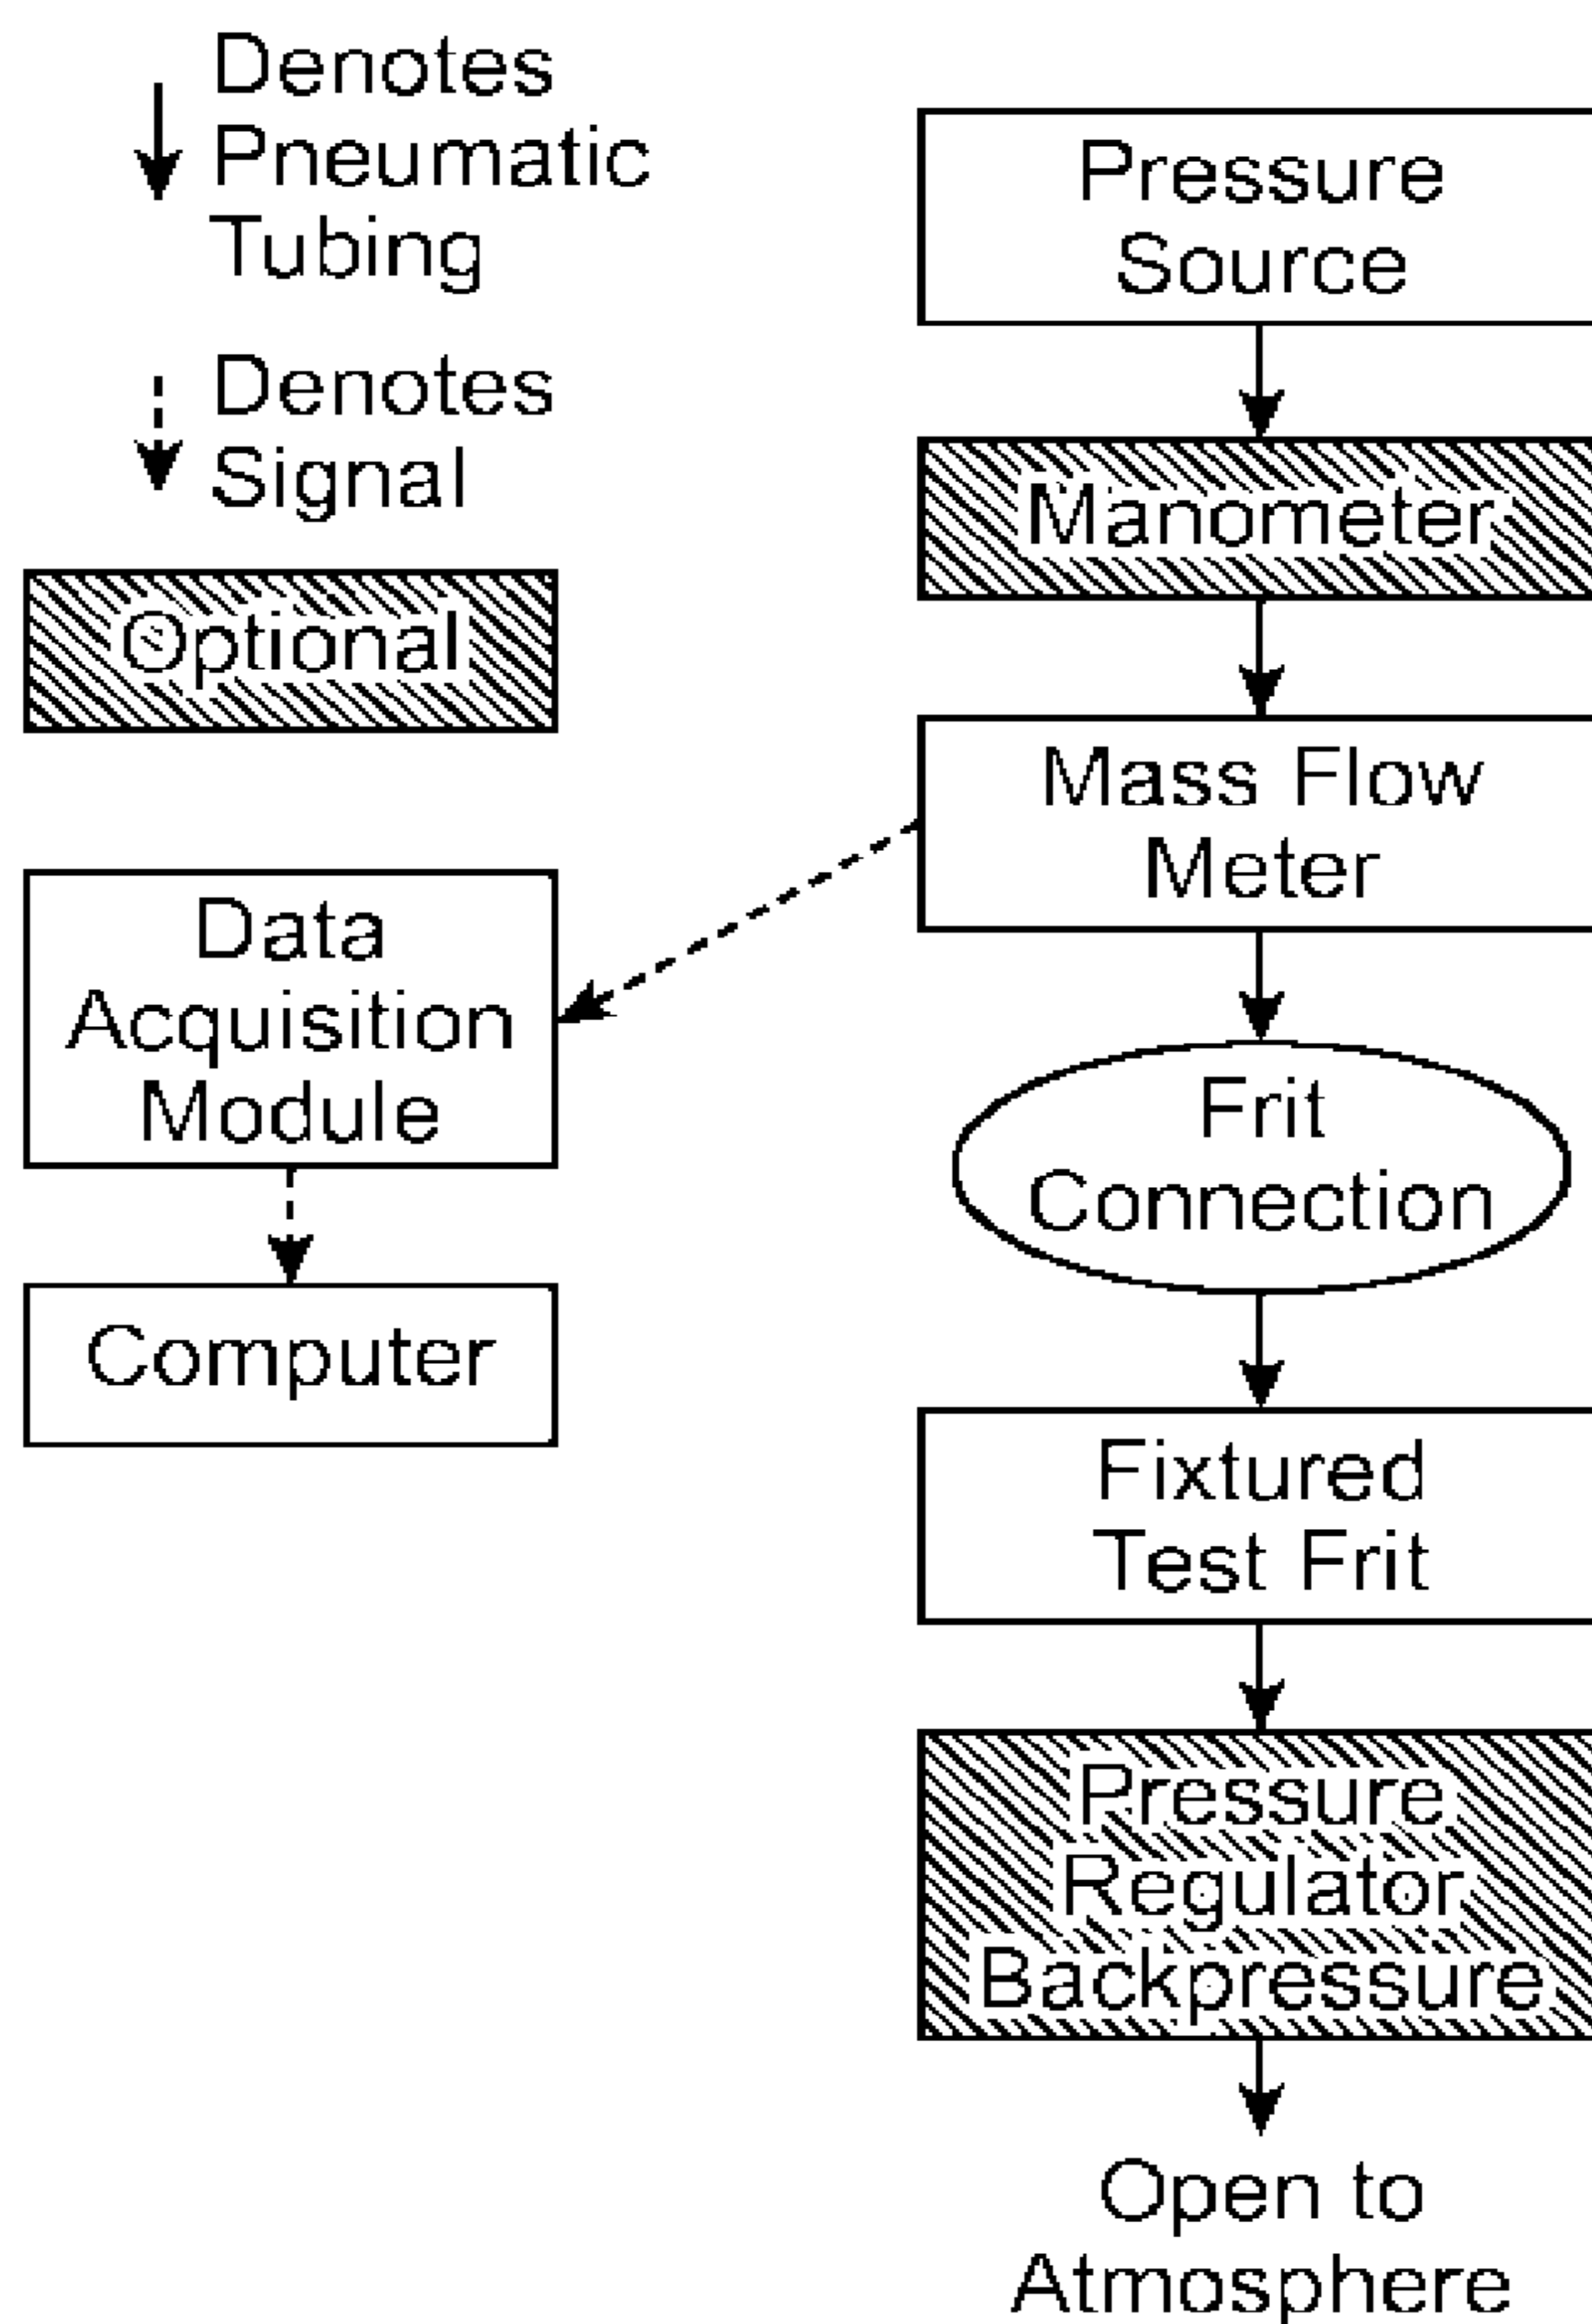 Denotes
Pneumatic
Tubing
Denotes
Signal
Optional
Data
Acquisition
Module
Computer
Pressure
Source
Manometer
Mass Flow
Meter
Frit
Connection
Fixtured
Test Frit
Pressure
Regulator
Backpressure
Open to
Atmosphere